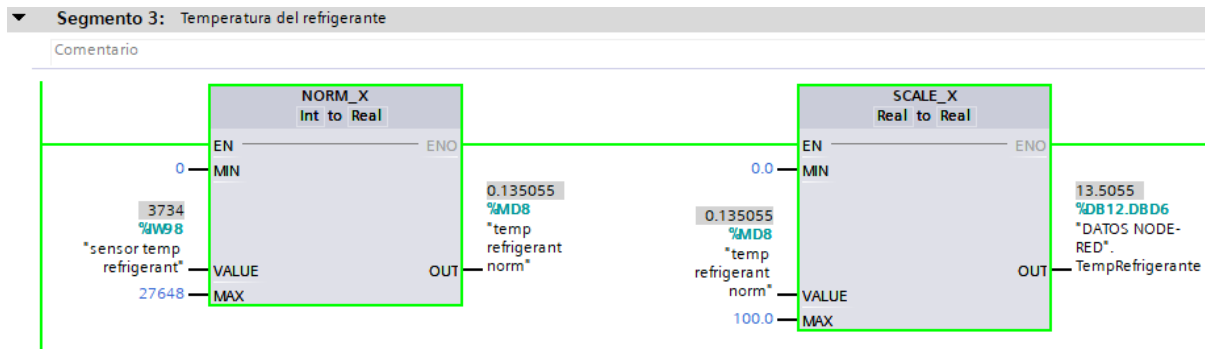 Segmento 3: Temperatura del refrigerante
Comentario
NORM_X
Int to Real
EN
ENO
0
MIN
3734
%IW98
"sensor temp
refrigerant"
VALUE
27648
MAX
OUT
0.135055
%MD8
"temp
refrigerant
norm"
SCALE_X
Real to Real
EN
ENO
0.0
MIN
0.135055
%MD8
"temp
refrigerant
norm"
VALUE
100.0
MAX
OUT
13.5055
%DB12.DBD6
"DATOS NODE-
RED".
TempRefrigerante